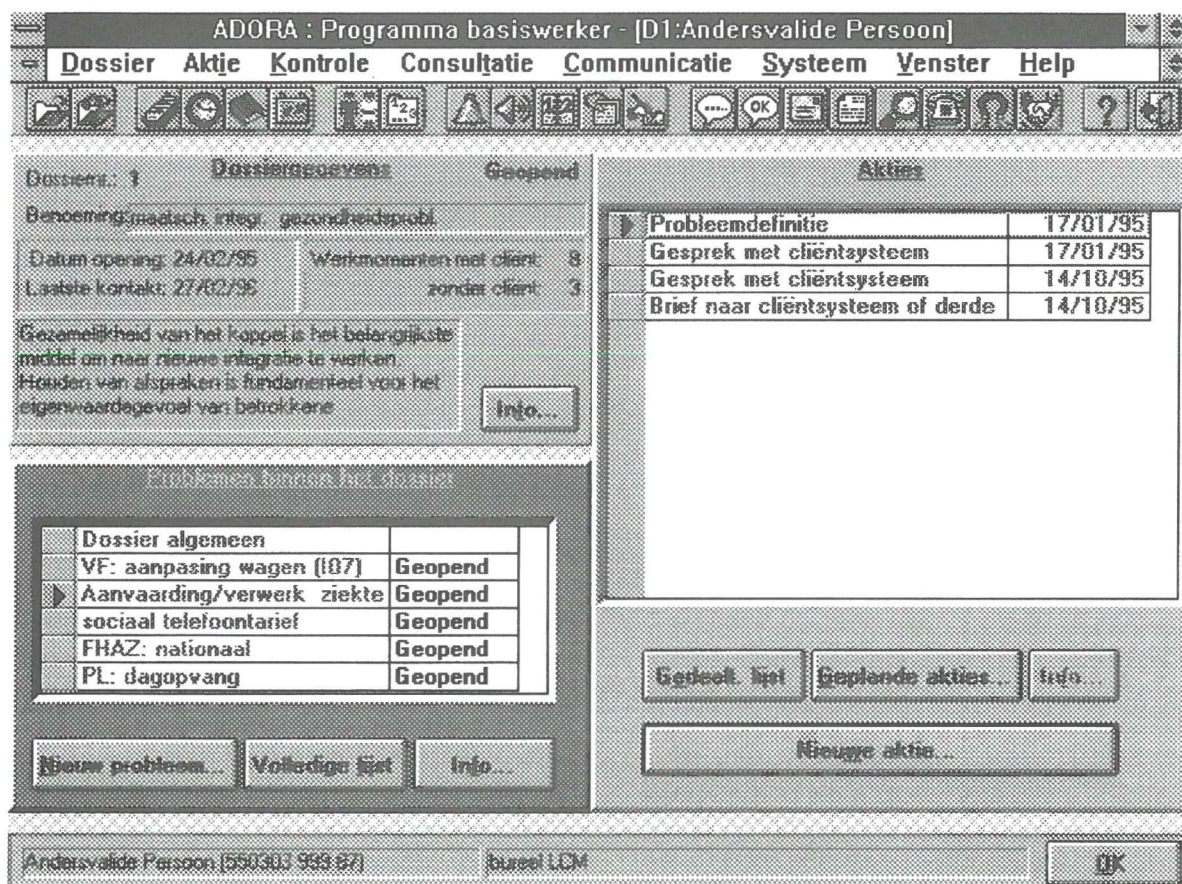 ADORA : Programma basiswerker - [D1:Andersvalide Persoon]
Dossier Aktie Kontrole Consultatie Communicatie Systeem Venster Help
Dossiernr.: 1 Dossiergegevens Geopend
Benoeming: maatsch. integr. gezondheidsprobl.
Datum opening: 24/02/95 Werkmomenten met cliënt: 8
Laatste kontakt: 27/02/96 zonder cliënt: 3
Gezamelijkheid van het koppel is het belangrijkste
middel om naar nieuwe integratie te werken.
Houden van afspraken is fundamenteel voor het
eigenwaardegevoel van betrokkene
Info...
Problemen binnen het dossier
Dossier algemeen
VF: aanpasing wagen (I07) Geopend
Aanvaarding/verwerk ziekte Geopend
sociaal telefoontarief Geopend
FHAZ: nationaal Geopend
PL: dagopvang Geopend
Nieuw probleem... Volledige lijst Info...
Akties
Probleemdefinitie 17/01/95
Gesprek met cliëntsysteem 17/01/95
Gesprek met cliëntsysteem 14/10/95
Brief naar cliëntsysteem of derde 14/10/95
Gedeelt. lijst Geplande akties... Info...
Nieuwe aktie...
Andersvalide Persoon (550303 999 87) bureel LCM OK